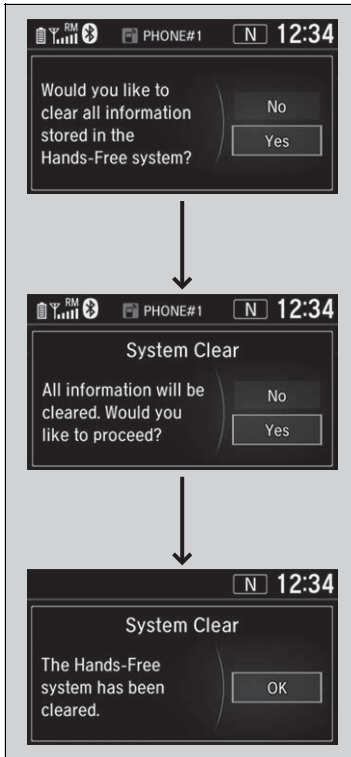 RM PHONE#1 N 12:34
Would you like to
clear all information
stored in the
Hands-Free system?
No
Yes
RM PHONE#1 N 12:34
System Clear
All information will be
cleared. Would you
like to proceed?
No
Yes
N 12:34
System Clear
The Hands-Free
system has been
cleared.
OK